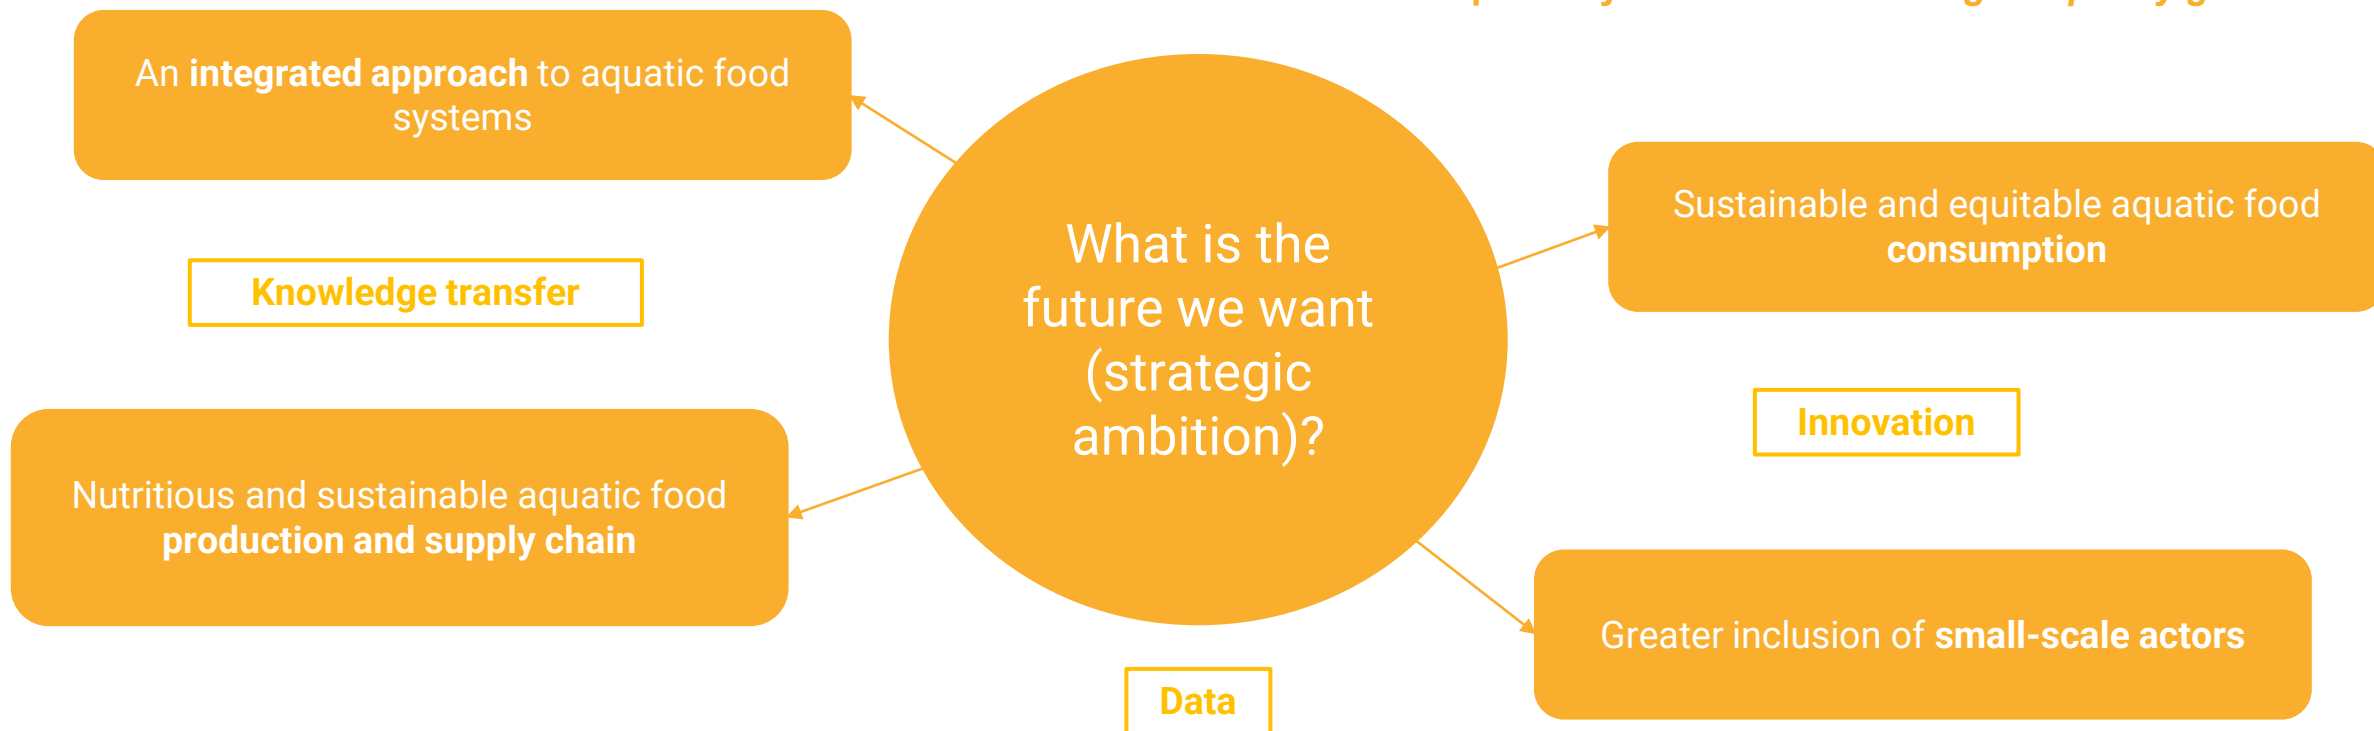 An integrated approach to aquatic food
systems
What is the
future we want
(strategic
ambition)?
Sustainable and equitable aquatic food
consumption
Knowledge transfer
Innovation
Nutritious and sustainable aquatic food
production and supply chain
Greater inclusion of small-scale actors
Data